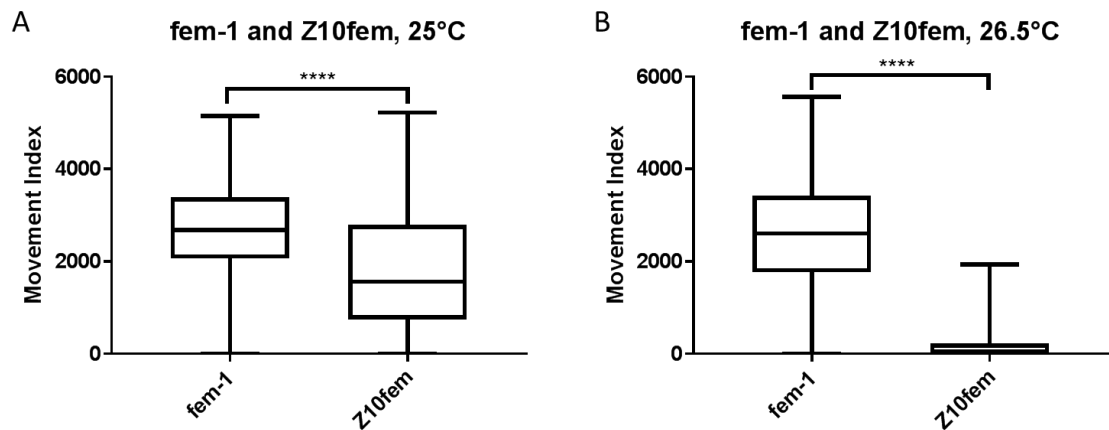 A
fem-1 and Z10fem, 25°C
****
6000
4000
2000
0
Movement Index
fem-1
Z10fem
B
fem-1 and Z10fem, 26.5°C
****
6000
4000
2000
0
Movement Index
fem-1
Z10fem